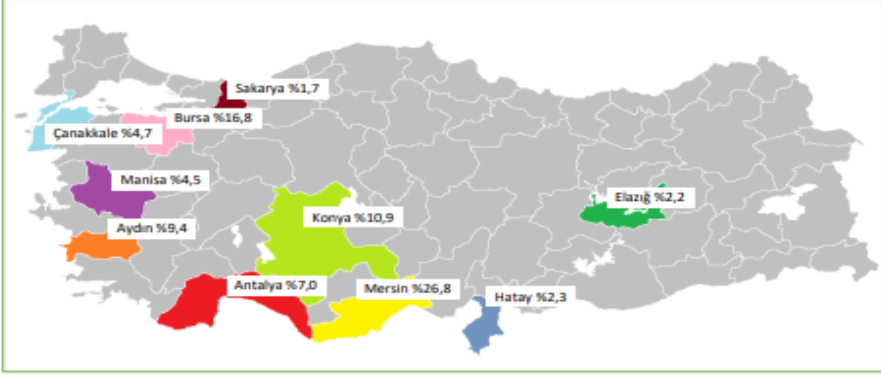 Sakarya %1,7
Bursa %16,8
Çanakkale %4,7
Manisa %4,5
Elazığ %2,2
Konya %10,9
Aydın %9,4
Antalya %7,0
Mersin %26,8
Hatay %2,3